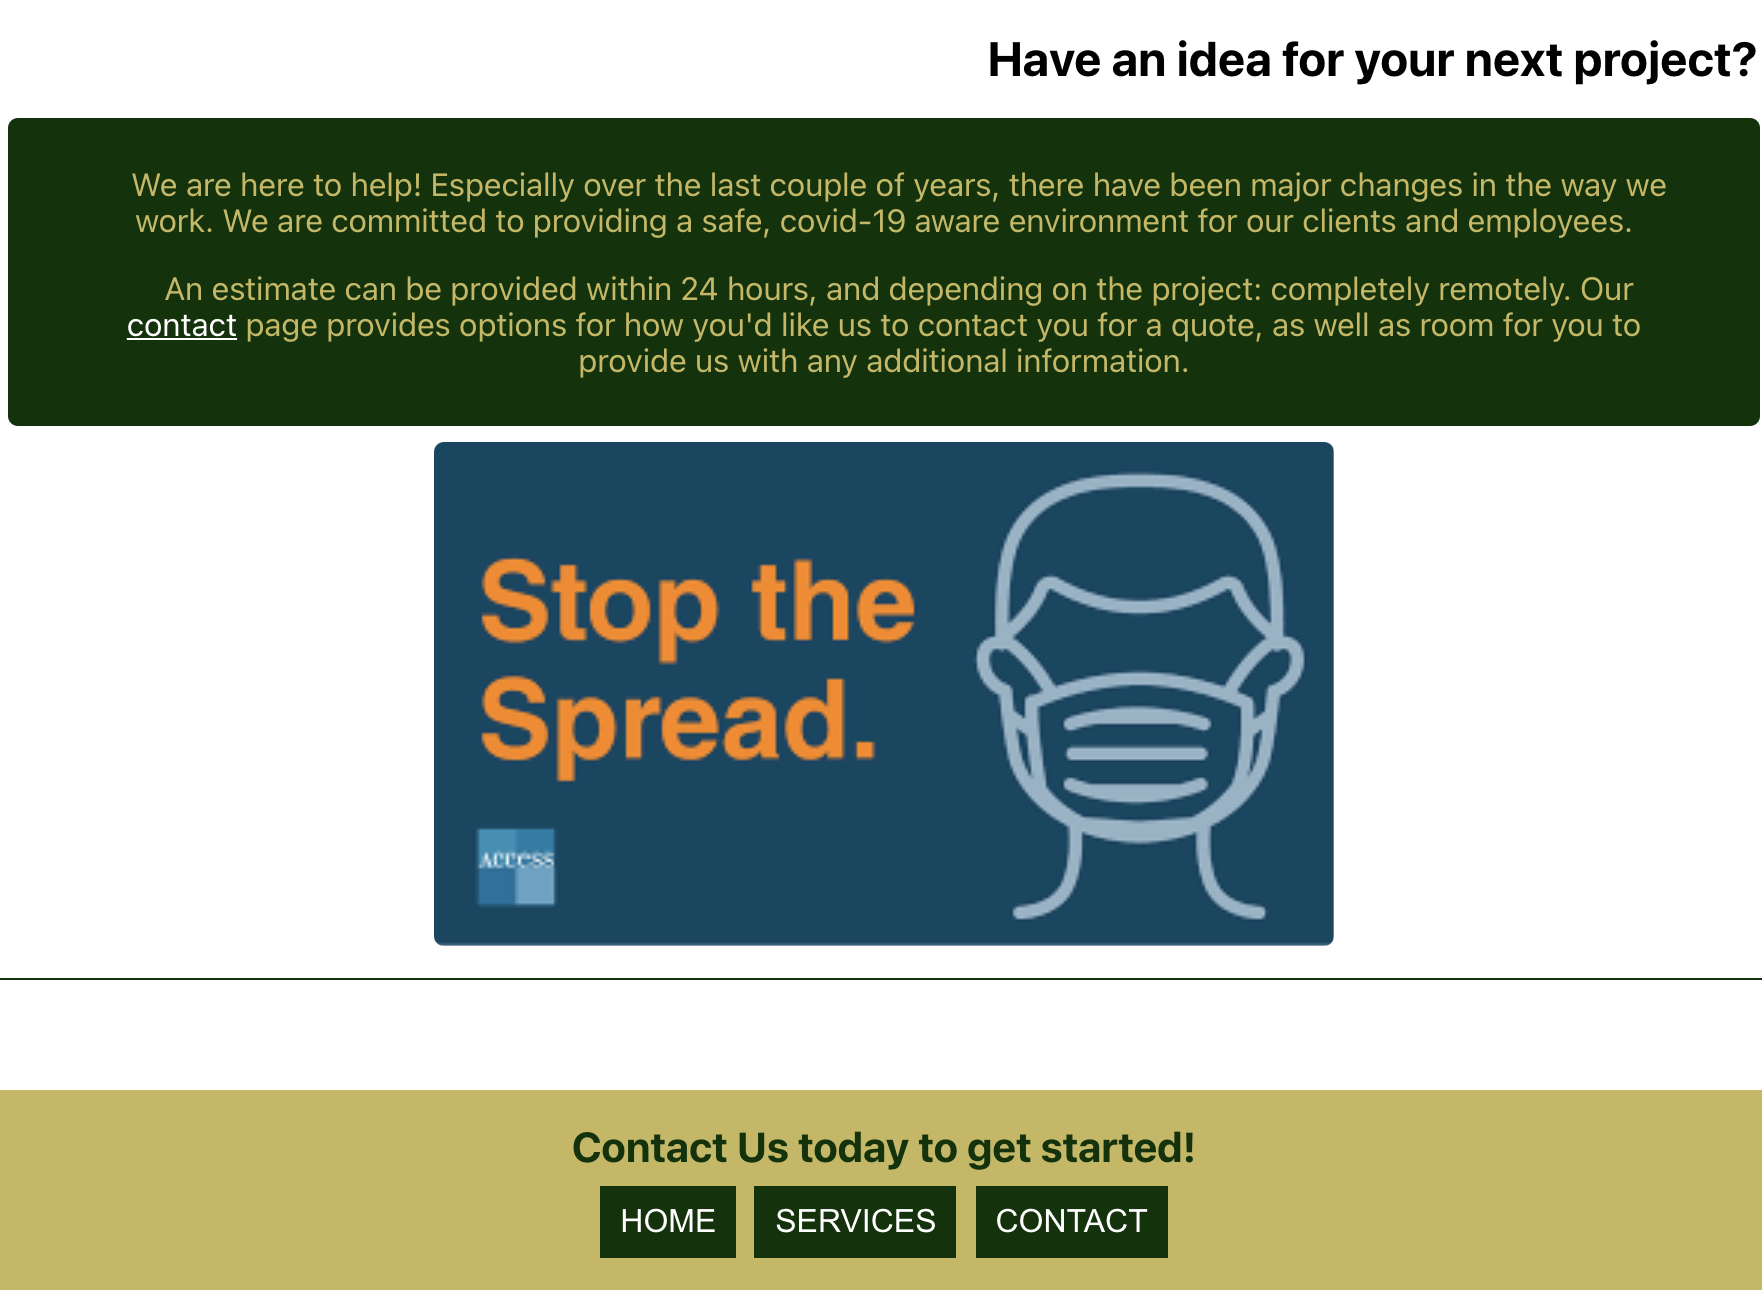 Have an idea for your next project?
We are here to help! Especially over the last couple of years, there have been major changes in the way we
work. We are committed to providing a safe, covid-19 aware environment for our clients and employees.
An estimate can be provided within 24 hours, and depending on the project: completely remotely. Our
contact page provides options for how you'd like us to contact you for a quote, as well as room for you to
provide us with any additional information.
Stop the
Spread.
ACCESS
Contact Us today to get started!
HOME SERVICES CONTACT